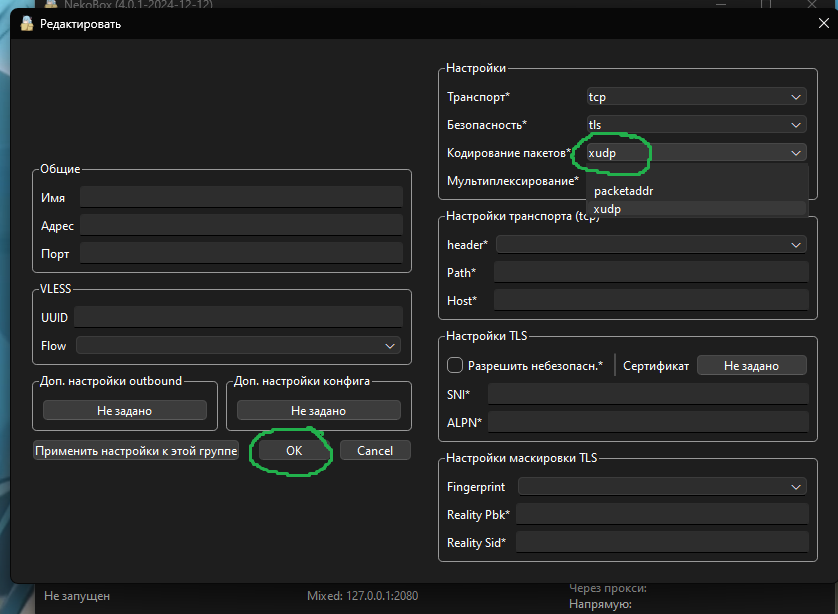 NekoBox (4.0.1-2024-12-12)
Редактировать
Общие
Имя
Адрес
Порт
VLESS
UUID
Flow
Доп. настройки outbound
Не задано
Доп. настройки конфига
Не задано
Применить настройки к этой группе
OK
Cancel
Настройки
Транспорт*
tcp
Безопасность*
tls
Кодирование пакетов*
xudp
Мультиплексирование*
packetaddr
xudp
Настройки транспорта (tcp)
header*
Path*
Host*
Настройки TLS
Разрешить небезопасн.*
Сертификат
Не задано
SNI*
ALPN*
Настройки маскировки TLS
Fingerprint
Reality Pbk*
Reality Sid*
Не запущен
Mixed: 127.0.0.1:2080
Через прокси:
Напрямую: